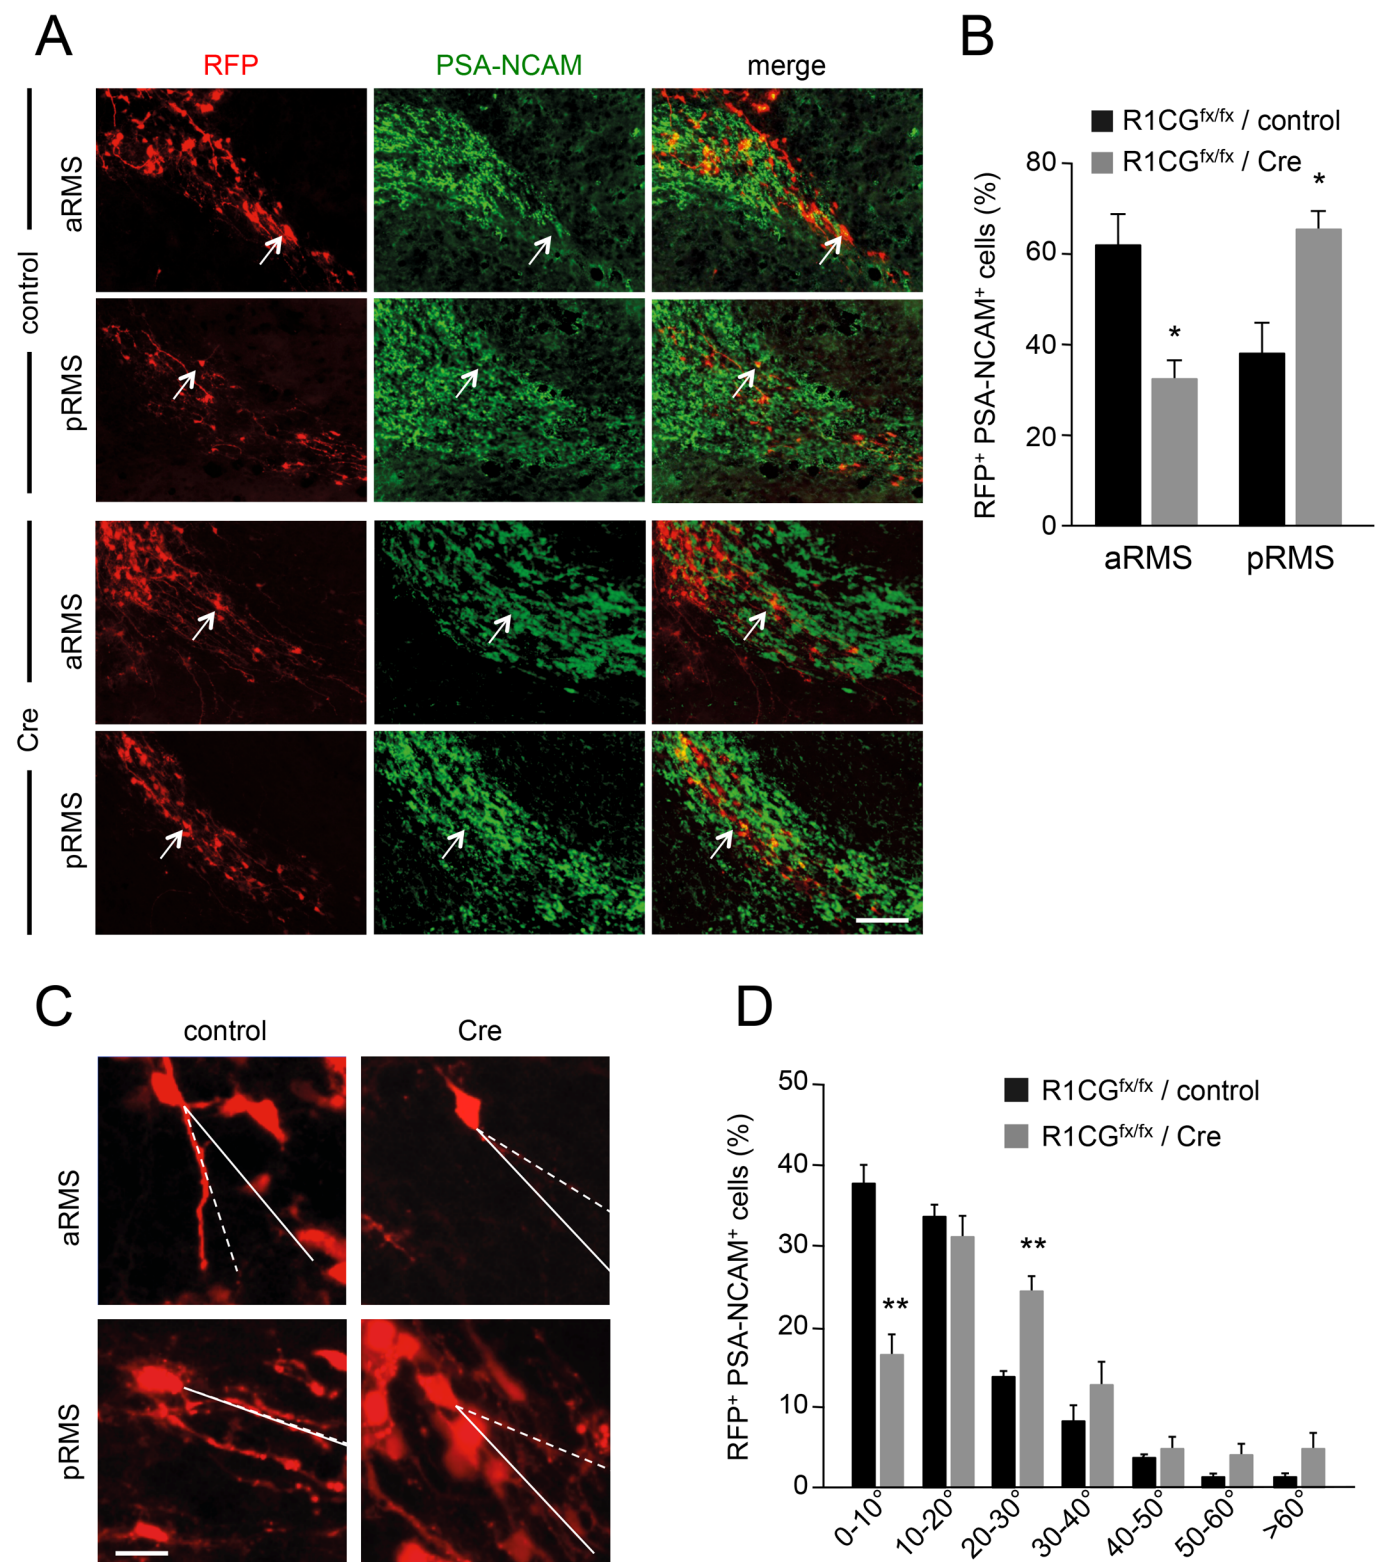 A
RFP
PSA-NCAM
merge
control
aRMS
pRMS
Cre
aRMS
pRMS
B
R1CGfx/fx / control
R1CGfx/fx / Cre
RFP+ PSA-NCAM+ cells (%)
80
60
40
20
0
*
*
aRMS
pRMS
C
control
Cre
aRMS
pRMS
D
R1CGfx/fx / control
R1CGfx/fx / Cre
RFP+ PSA-NCAM+ cells (%)
50
40
30
20
10
0
**
**
0-10°
10-20°
20-30°
30-40°
40-50°
50-60°
>60°